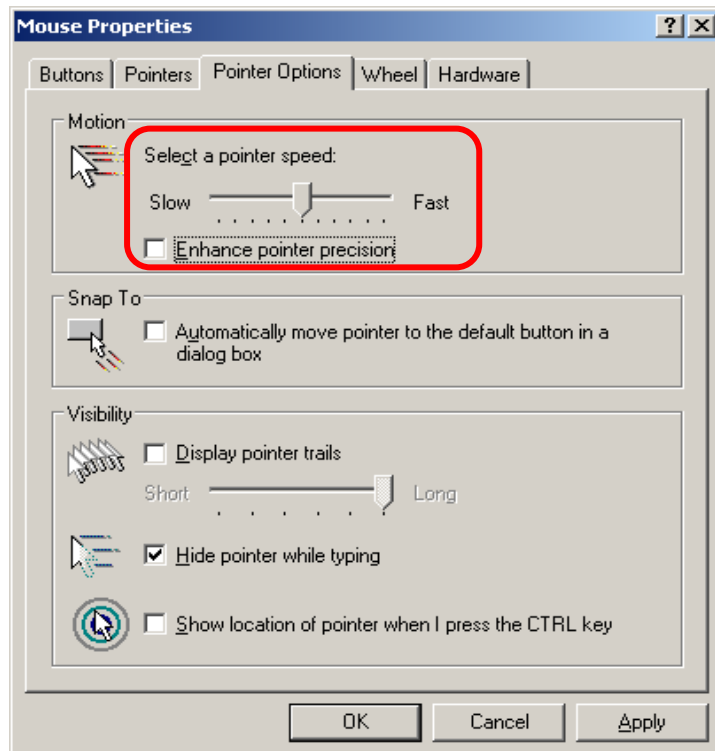 Mouse Properties
Buttons Pointers Pointer Options Wheel Hardware
Motion
Select a pointer speed:
Slow Fast
Enhance pointer precision
Snap To
Automatically move pointer to the default button in a
dialog box
Visibility
Display pointer trails
Short Long
Hide pointer while typing
Show location of pointer when I press the CTRL key
OK Cancel Apply